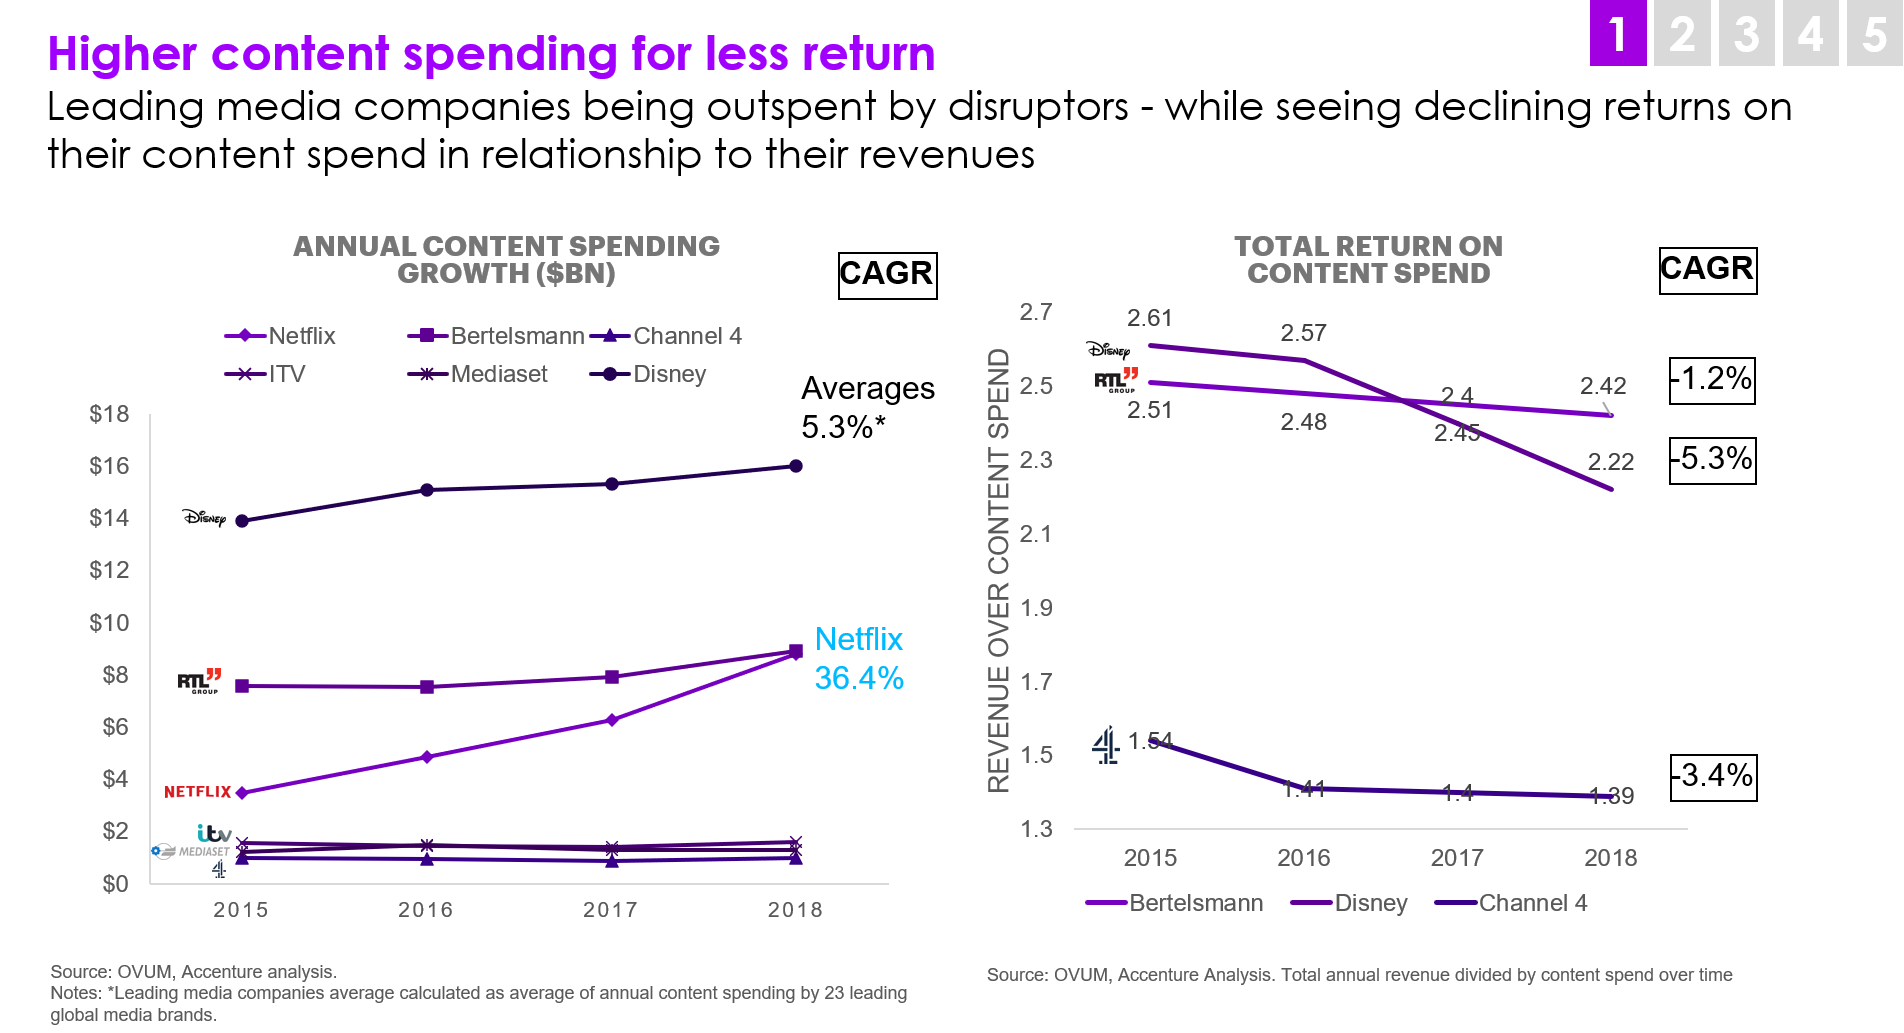 1 2 3 4 5
Higher content spending for less return
Leading media companies being outspent by disruptors - while seeing declining returns on
their content spend in relationship to their revenues
ANNUAL CONTENT SPENDING
GROWTH ($BN)
CAGR
Netflix Bertelsmann Channel 4
ITV Mediaset Disney
Averages
5.3%*
$18
$16
$14
$12
$10
$8
$6
$4
$2
$0
Disney
RTL
GROUP
NETFLIX
itv
MEDIASET
4
Netflix
36.4%
2015 2016 2017 2018
Source: OVUM, Accenture analysis.
Notes: *Leading media companies average calculated as average of annual content spending by 23 leading
global media brands.
TOTAL RETURN ON
CONTENT SPEND
CAGR
REVENUE OVER CONTENT SPEND
2.7
2.5
2.3
2.1
1.9
1.7
1.5
1.3
Disney
RTL
GROUP
4
2.61 2.57
2.4 2.42
2.51 2.48 2.45
2.22
1.54 1.41 1.4 1.39
-1.2%
-5.3%
-3.4%
2015 2016 2017 2018
Bertelsmann Disney Channel 4
Source: OVUM, Accenture Analysis. Total annual revenue divided by content spend over time